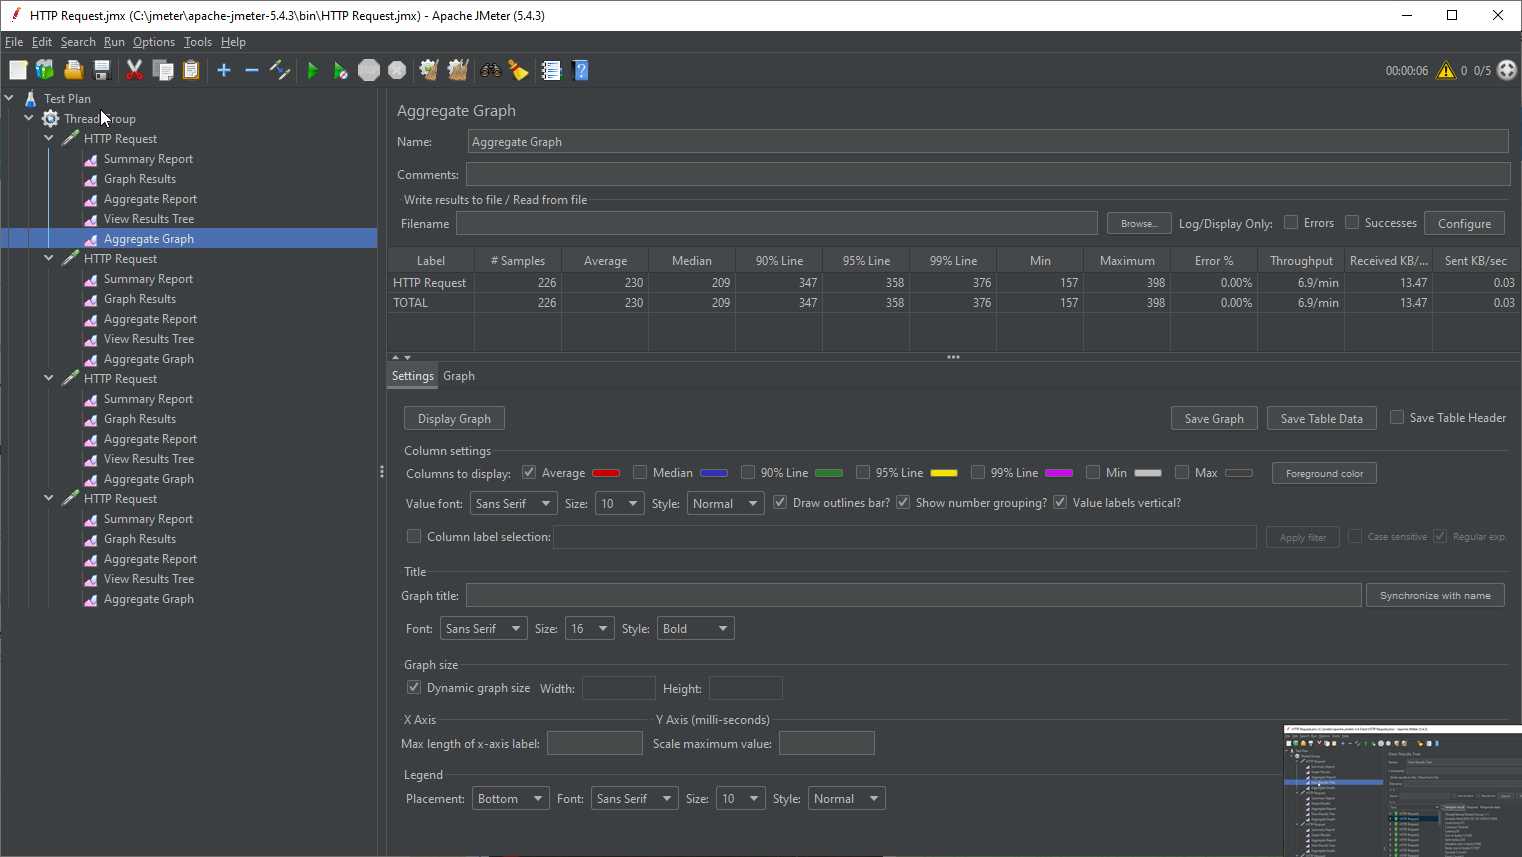 HTTP Request.jmx (C:\jmeter\apache-jmeter-5.4.3\bin\HTTP Request.jmx) - Apache JMeter (5.4.3)
File Edit Search Run Options Tools Help
00:00:06 0 0/5
Test Plan
Thread Group
HTTP Request
Summary Report
Graph Results
Aggregate Report
View Results Tree
Aggregate Graph
HTTP Request
Summary Report
Graph Results
Aggregate Report
View Results Tree
Aggregate Graph
HTTP Request
Summary Report
Graph Results
Aggregate Report
View Results Tree
Aggregate Graph
HTTP Request
Summary Report
Graph Results
Aggregate Report
View Results Tree
Aggregate Graph
Aggregate Graph
Name: Aggregate Graph
Comments:
Write results to file / Read from file
Filename Browse... Log/Display Only: Errors Successes Configure
Label # Samples Average Median 90% Line 95% Line 99% Line Min Maximum Error % Throughput Received KB/... Sent KB/sec
HTTP Request 226 230 209 347 358 376 157 398 0.00% 6.9/min 13.47 0.03
TOTAL 226 230 209 347 358 376 157 398 0.00% 6.9/min 13.47 0.03
Settings Graph
Display Graph Save Graph Save Table Data Save Table Header
Column settings
Columns to display: Average Median 90% Line 95% Line 99% Line Min Max Foreground color
Value font: Sans Serif Size: 10 Style: Normal Draw outlines bar? Show number grouping? Value labels vertical?
Column label selection: Apply filter Case sensitive Regular exp.
Title
Graph title: Synchronize with name
Font: Sans Serif Size: 16 Style: Bold
Graph size
Dynamic graph size Width: Height:
X Axis Y Axis (milli-seconds)
Max length of x-axis label: Scale maximum value:
Legend
Placement: Bottom Font: Sans Serif Size: 10 Style: Normal